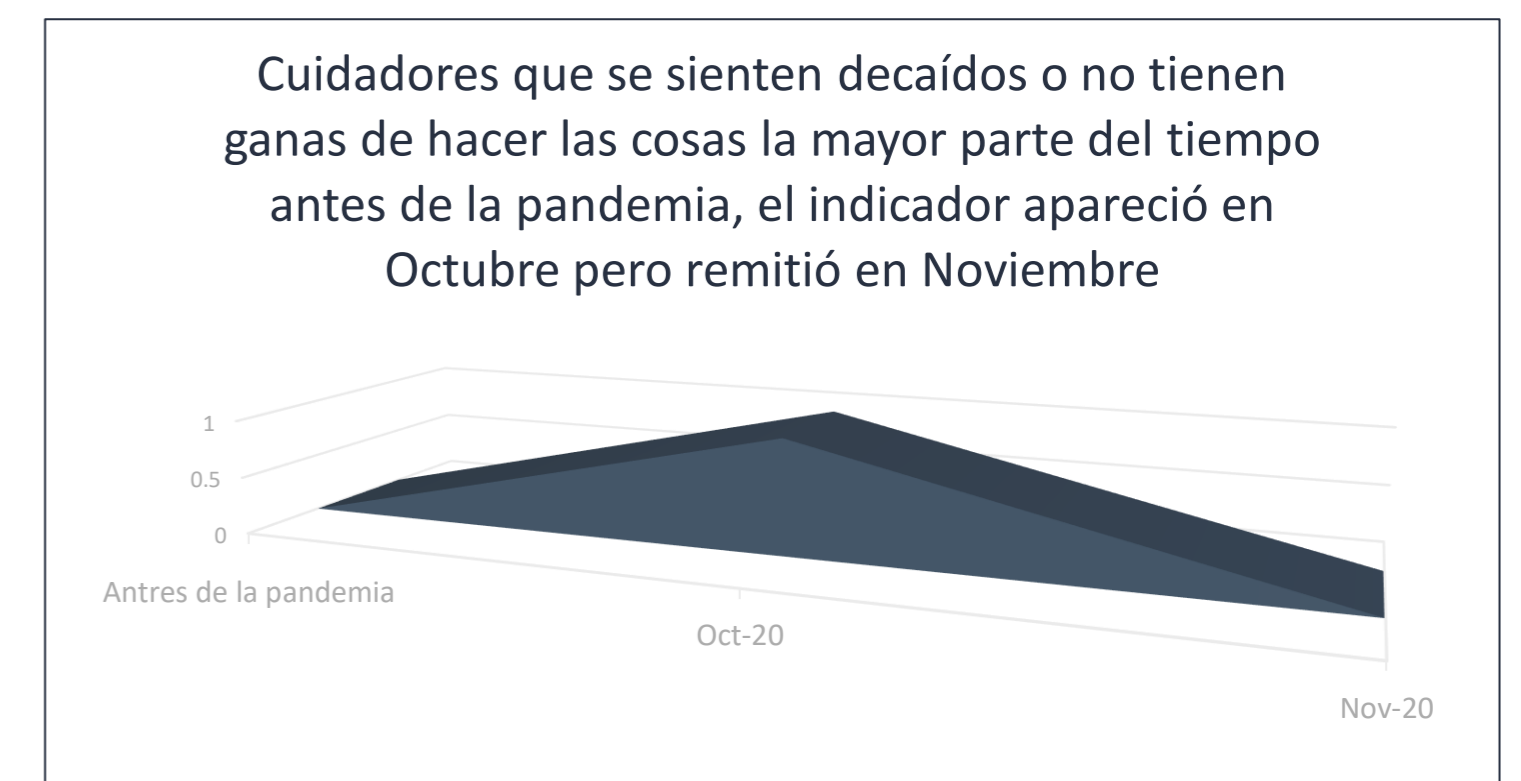 Cuidadores que se sienten decaídos o no tienen
ganas de hacer las cosas la mayor parte del tiempo
antes de la pandemia, el indicador apareció en
Octubre pero remitió en Noviembre
1
0.5
0
Antres de la pandemia
Oct-20
Nov-20